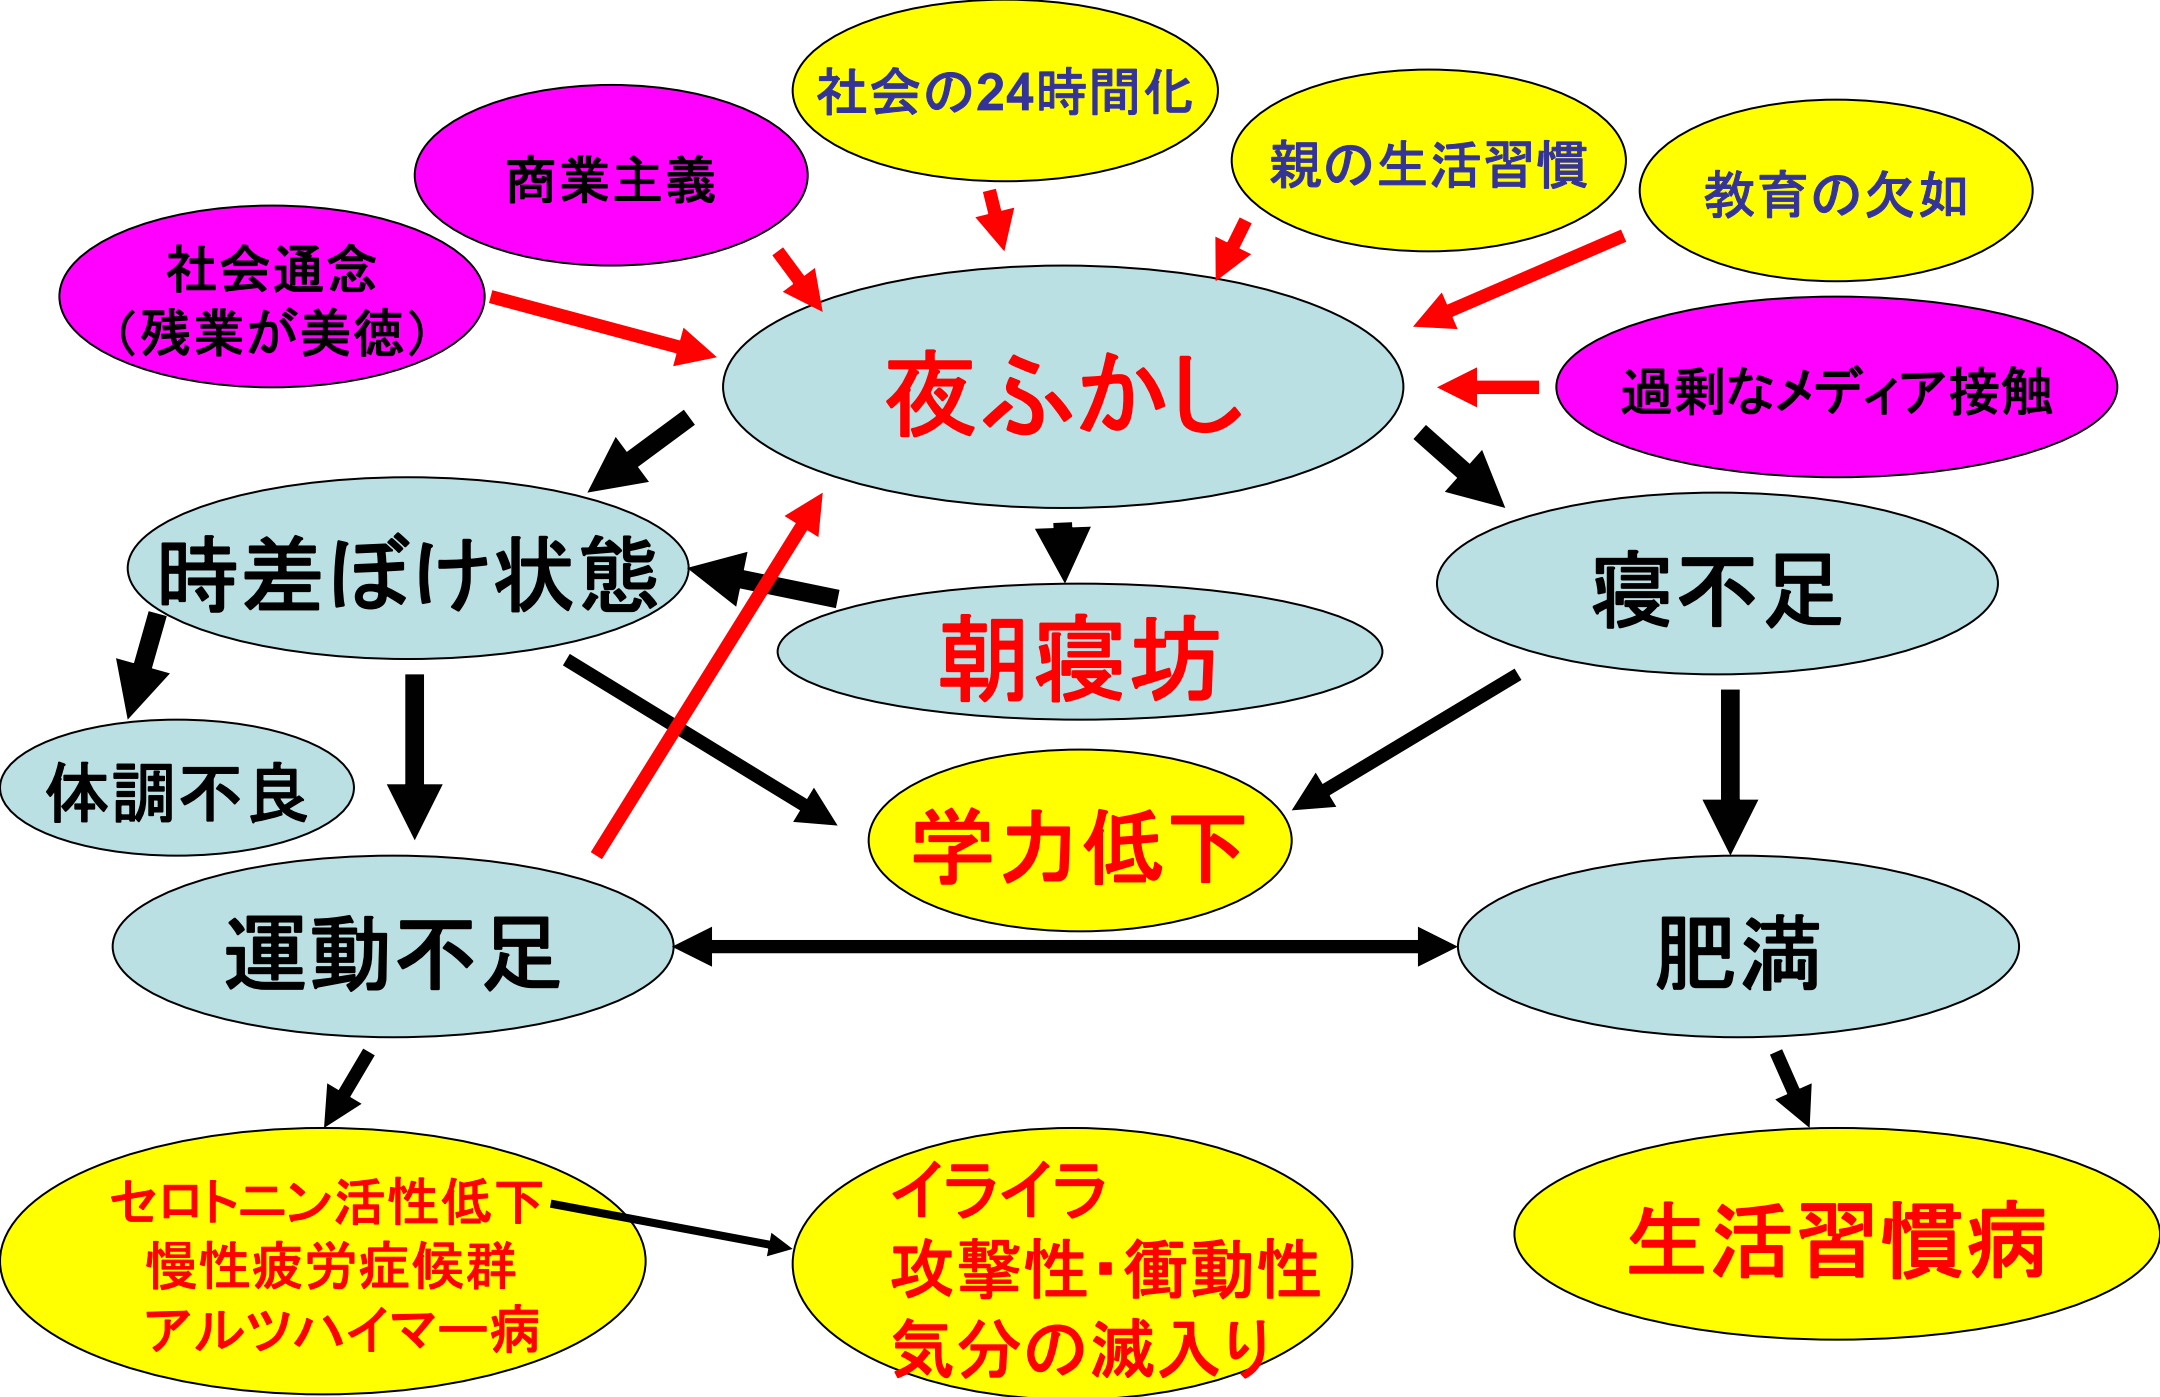 社会の24時間化
商業主義
親の生活習慣
教育の欠如
社会通念
（残業が美徳）
夜ふかし
過剰なメディア接触
時差ぼけ状態
寝不足
朝寝坊
体調不良
学力低下
運動不足
肥満
セロトニン活性低下
慢性疲労症候群
アルツハイマー病
イライラ
攻撃性・衝動性
気分の滅入り
生活習慣病